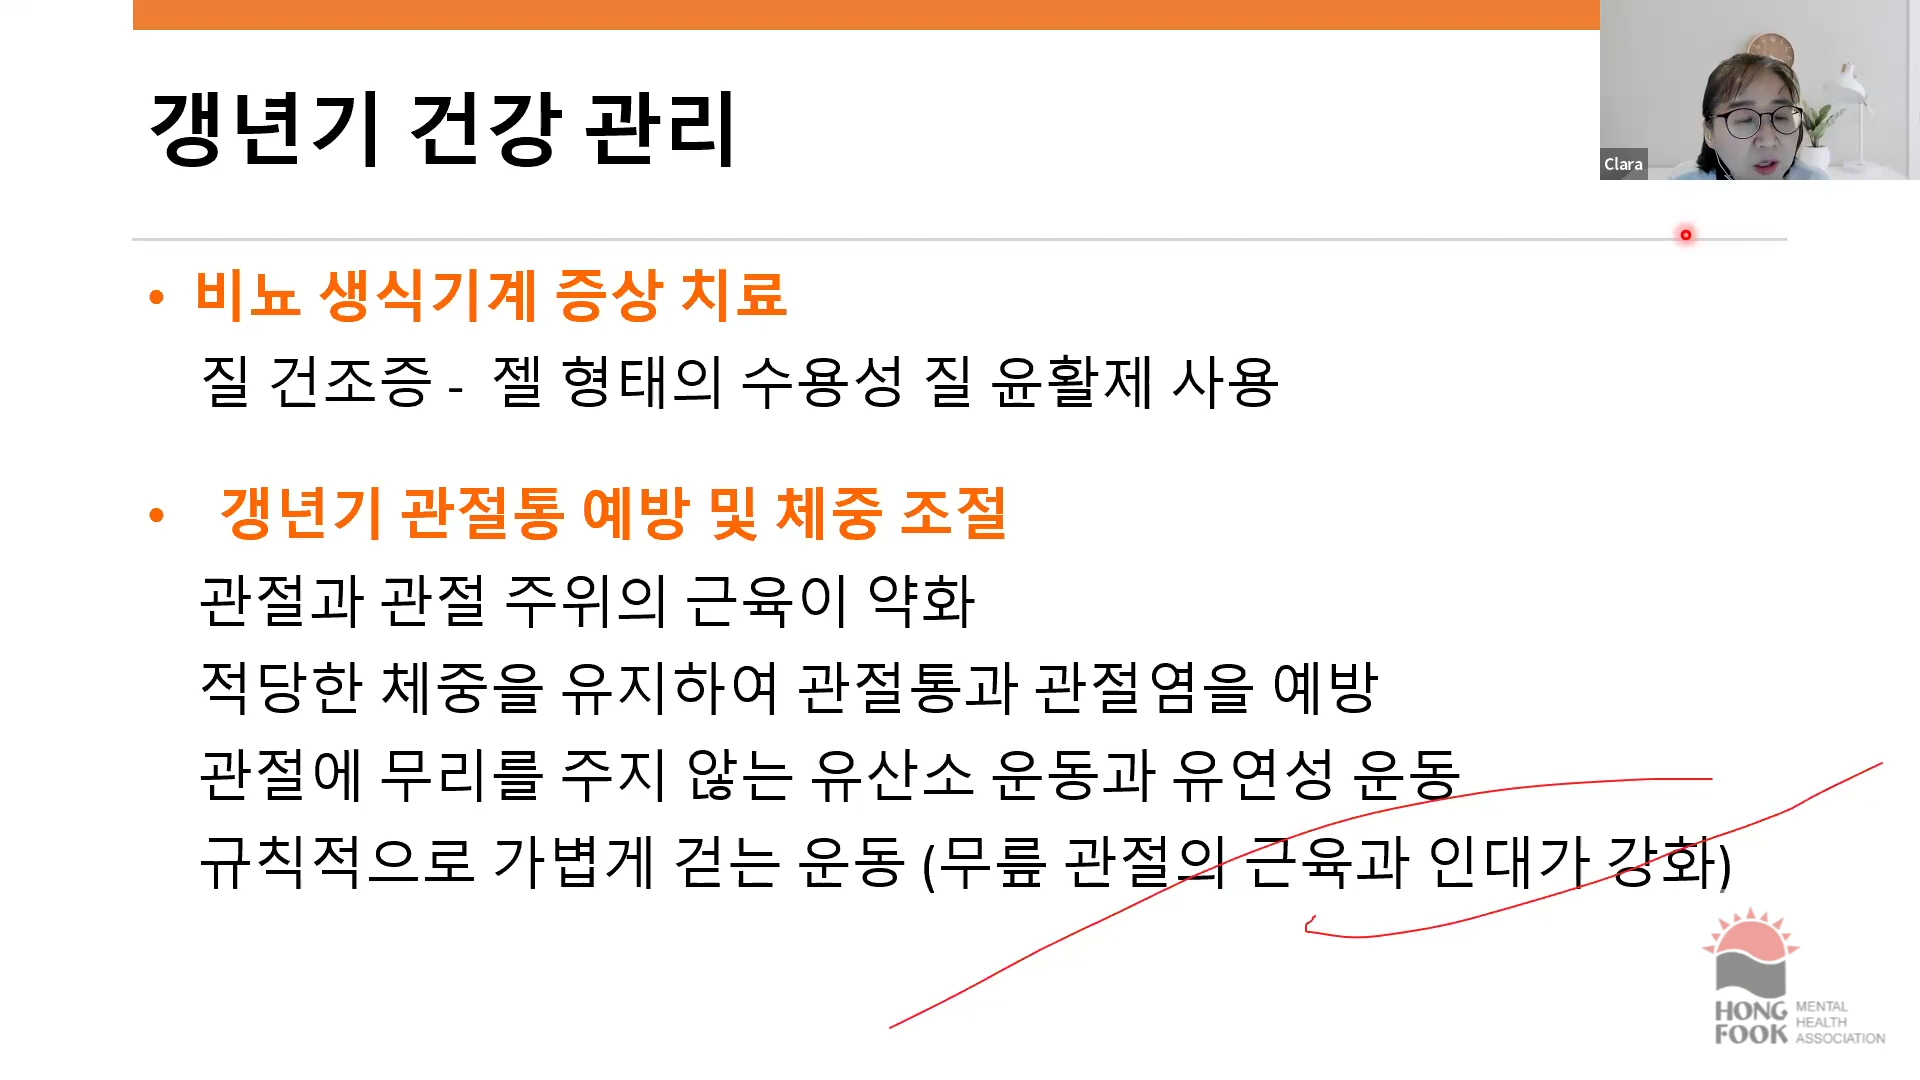 갱년기 건강 관리
Clara
• 비뇨 생식기계 증상 치료
질 건조증 - 젤 형태의 수용성 질 윤활제 사용
• 갱년기 관절통 예방 및 체중 조절
관절과 관절 주위의 근육이 약화
적당한 체중을 유지하여 관절통과 관절염을 예방
관절에 무리를 주지 않는 유산소 운동과 유연성 운동
규칙적으로 가볍게 걷는 운동 (무릎 관절의 근육과 인대가 강화)
HONG FOOK
MENTAL HEALTH ASSOCIATION